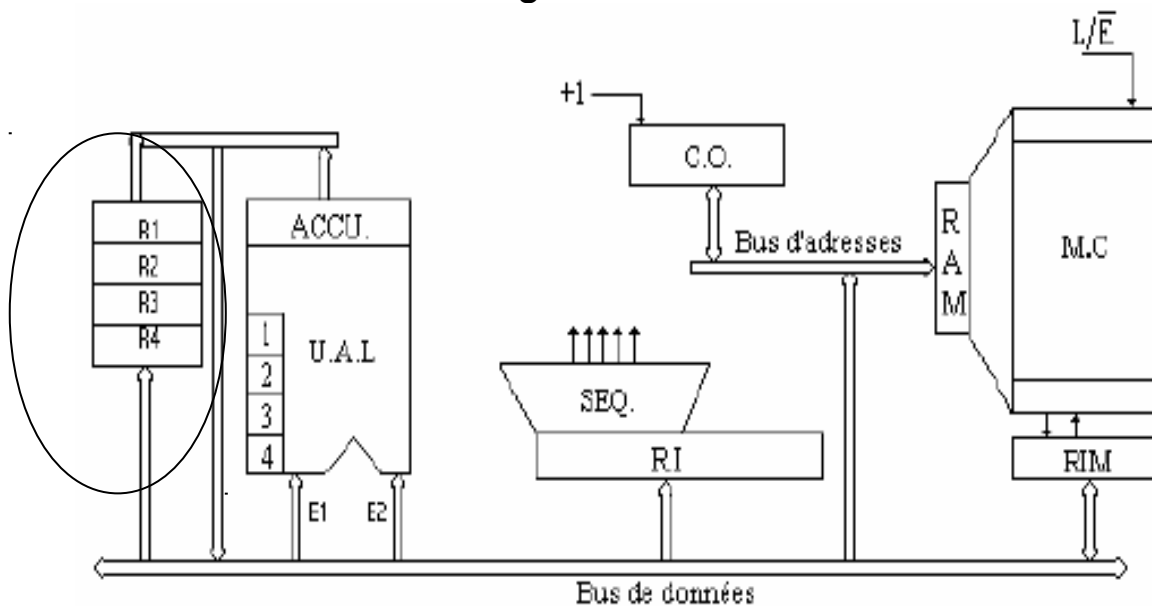 g
L/E̅
+1
C.O.
R1
R2
R3
R4
ACCU.
1
2
3
4
U.A.L
E1
E2
Bus d'adresses
RAM
M.C
SEQ.
RI
RIM
Bus de données